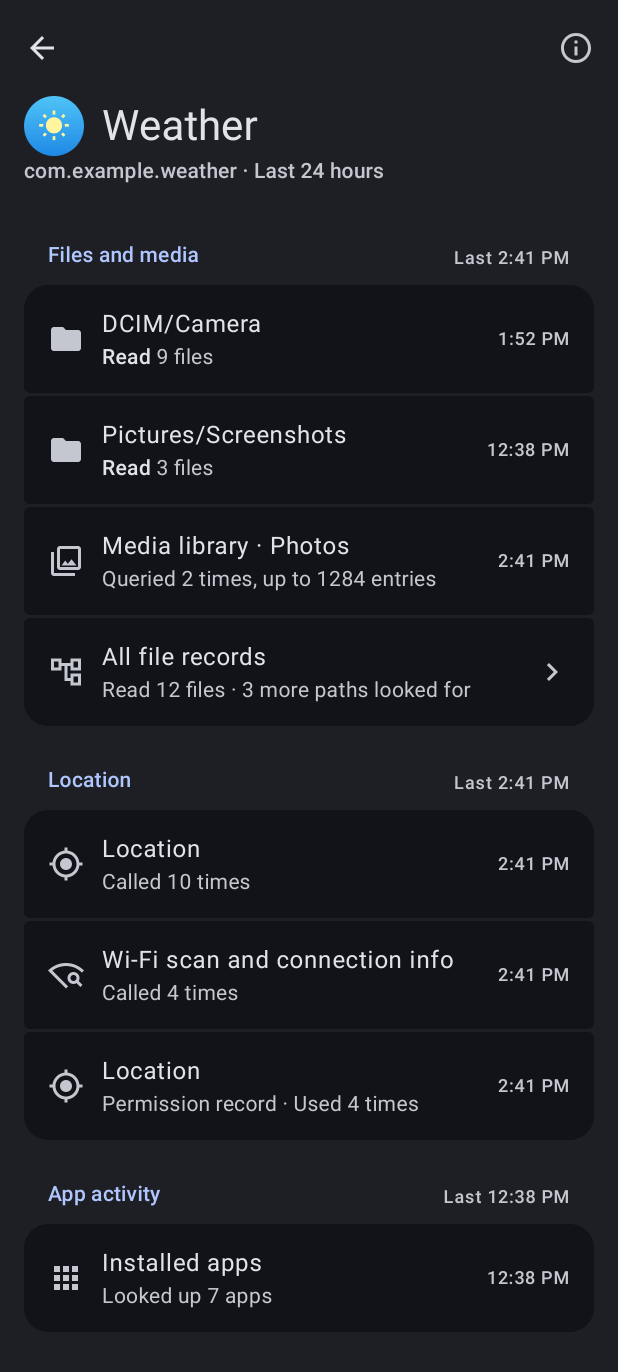 Weather
com.example.weather · Last 24 hours
Files and media
Last 2:41 PM
DCIM/Camera
Read 9 files
1:52 PM
Pictures/Screenshots
Read 3 files
12:38 PM
Media library · Photos
Queried 2 times, up to 1284 entries
2:41 PM
All file records
Read 12 files · 3 more paths looked for
Location
Last 2:41 PM
Location
Called 10 times
2:41 PM
Wi-Fi scan and connection info
Called 4 times
2:41 PM
Location
Permission record · Used 4 times
2:41 PM
App activity
Last 12:38 PM
Installed apps
Looked up 7 apps
12:38 PM